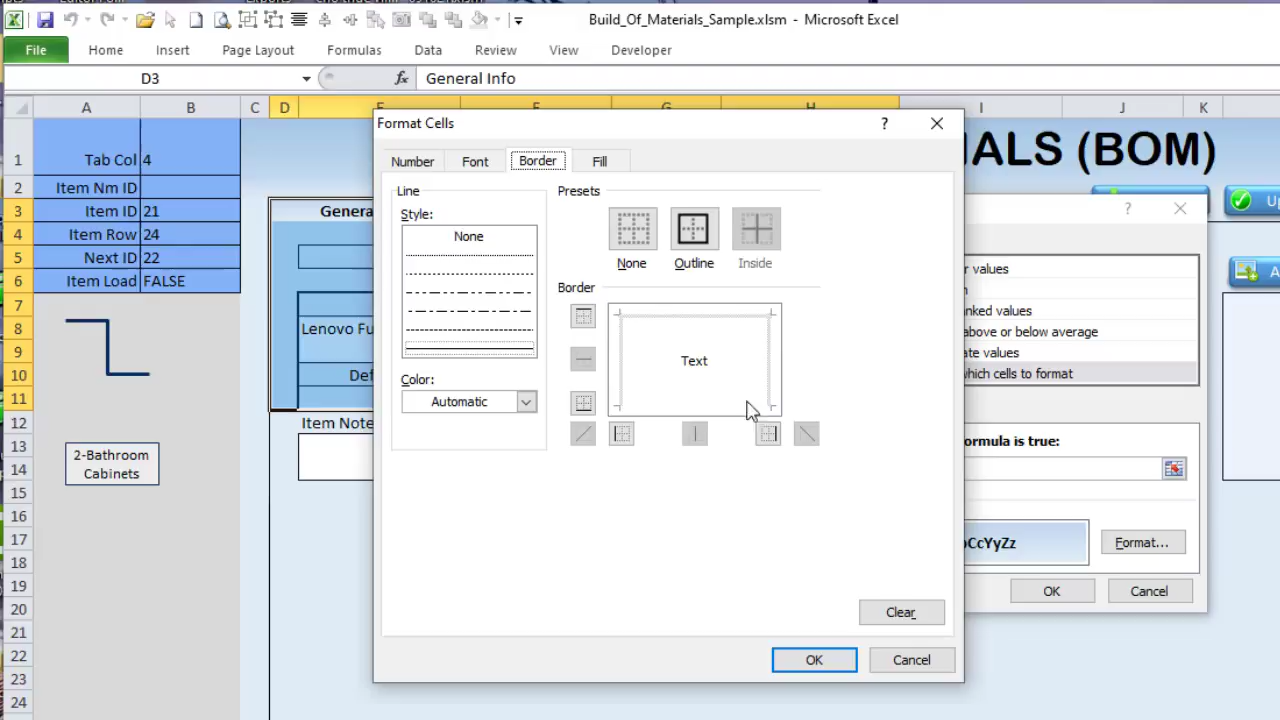 Build_Of_Materials_Sample.xlsm - Microsoft Excel
File Home Insert Page Layout Formulas Data Review View Developer
D3 fx General Info
A B C D E F G H I J K
1 Tab Col 4
IALS (BOM)
2 Item Nm ID
3 Item ID 21
4 Item Row 24
5 Next ID 22
6 Item Load FALSE
7
8
9
10
11
12
13
14
15
16
17
18
19
20
21
22
23
24
2-Bathroom
Cabinets
Genera
Lenovo Fu
Def
Item Note
Format Cells ?
Number Font Border Fill
Line
Style:
None
Color:
Automatic
Presets
None Outline Inside
Border
Text
Clear
OK Cancel
?
r values
n
nked values
above or below average
ate values
which cells to format
formula is true:
oCcYyZz
Format...
OK Cancel
Up
A